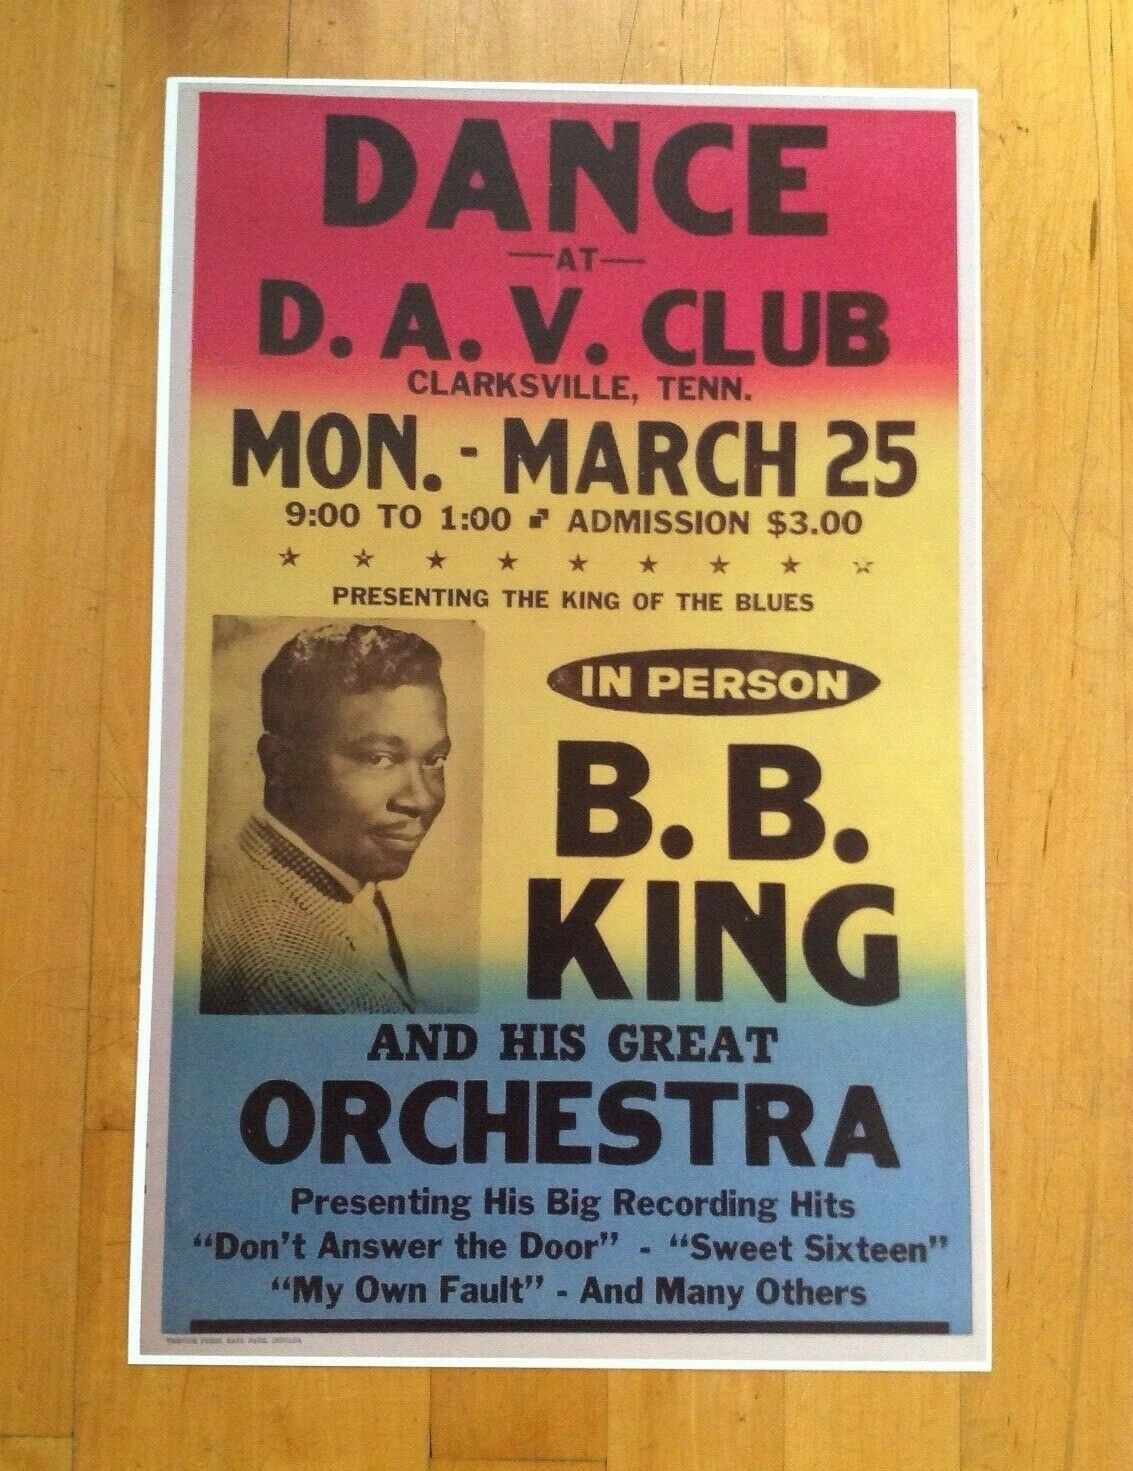 DANCE
—AT—
D. A. V. CLUB
CLARKSVILLE, TENN.
MON. - MARCH 25
9:00 TO 1:00 ADMISSION $3.00
PRESENTING THE KING OF THE BLUES
IN PERSON
B. B.
KING
AND HIS GREAT
ORCHESTRA
Presenting His Big Recording Hits
“Don't Answer the Door” - “Sweet Sixteen”
“My Own Fault” - And Many Others